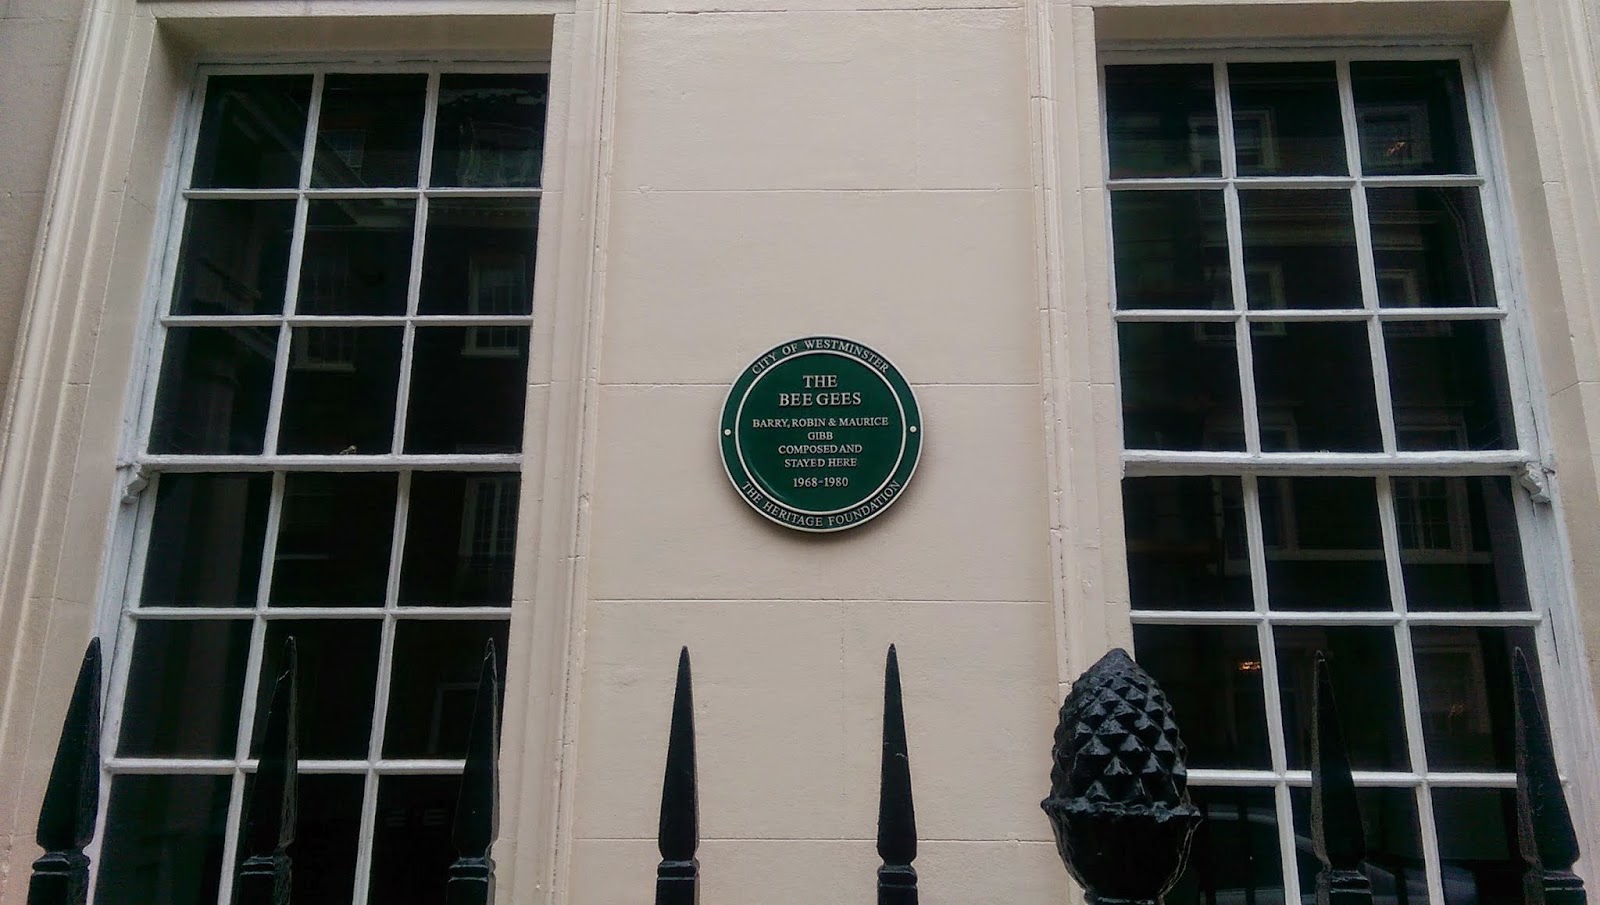 CITY OF WESTMINSTER
THE
BEE GEES
BARRY, ROBIN & MAURICE
GIBB
COMPOSED AND
STAYED HERE
1968-1980
THE HERITAGE FOUNDATION